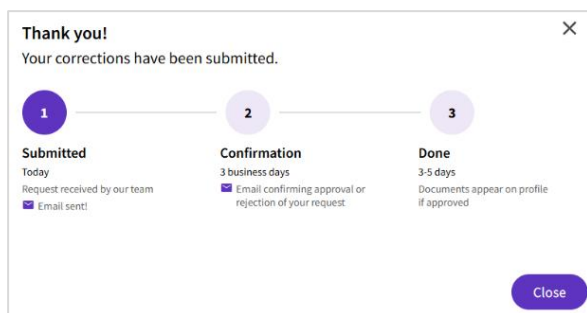 Thank you!
Your corrections have been submitted.
1
2
3
Submitted
Today
Request received by our team
Email sent!
Confirmation
3 business days
Email confirming approval or
rejection of your request
Done
3-5 days
Documents appear on profile
if approved
Close